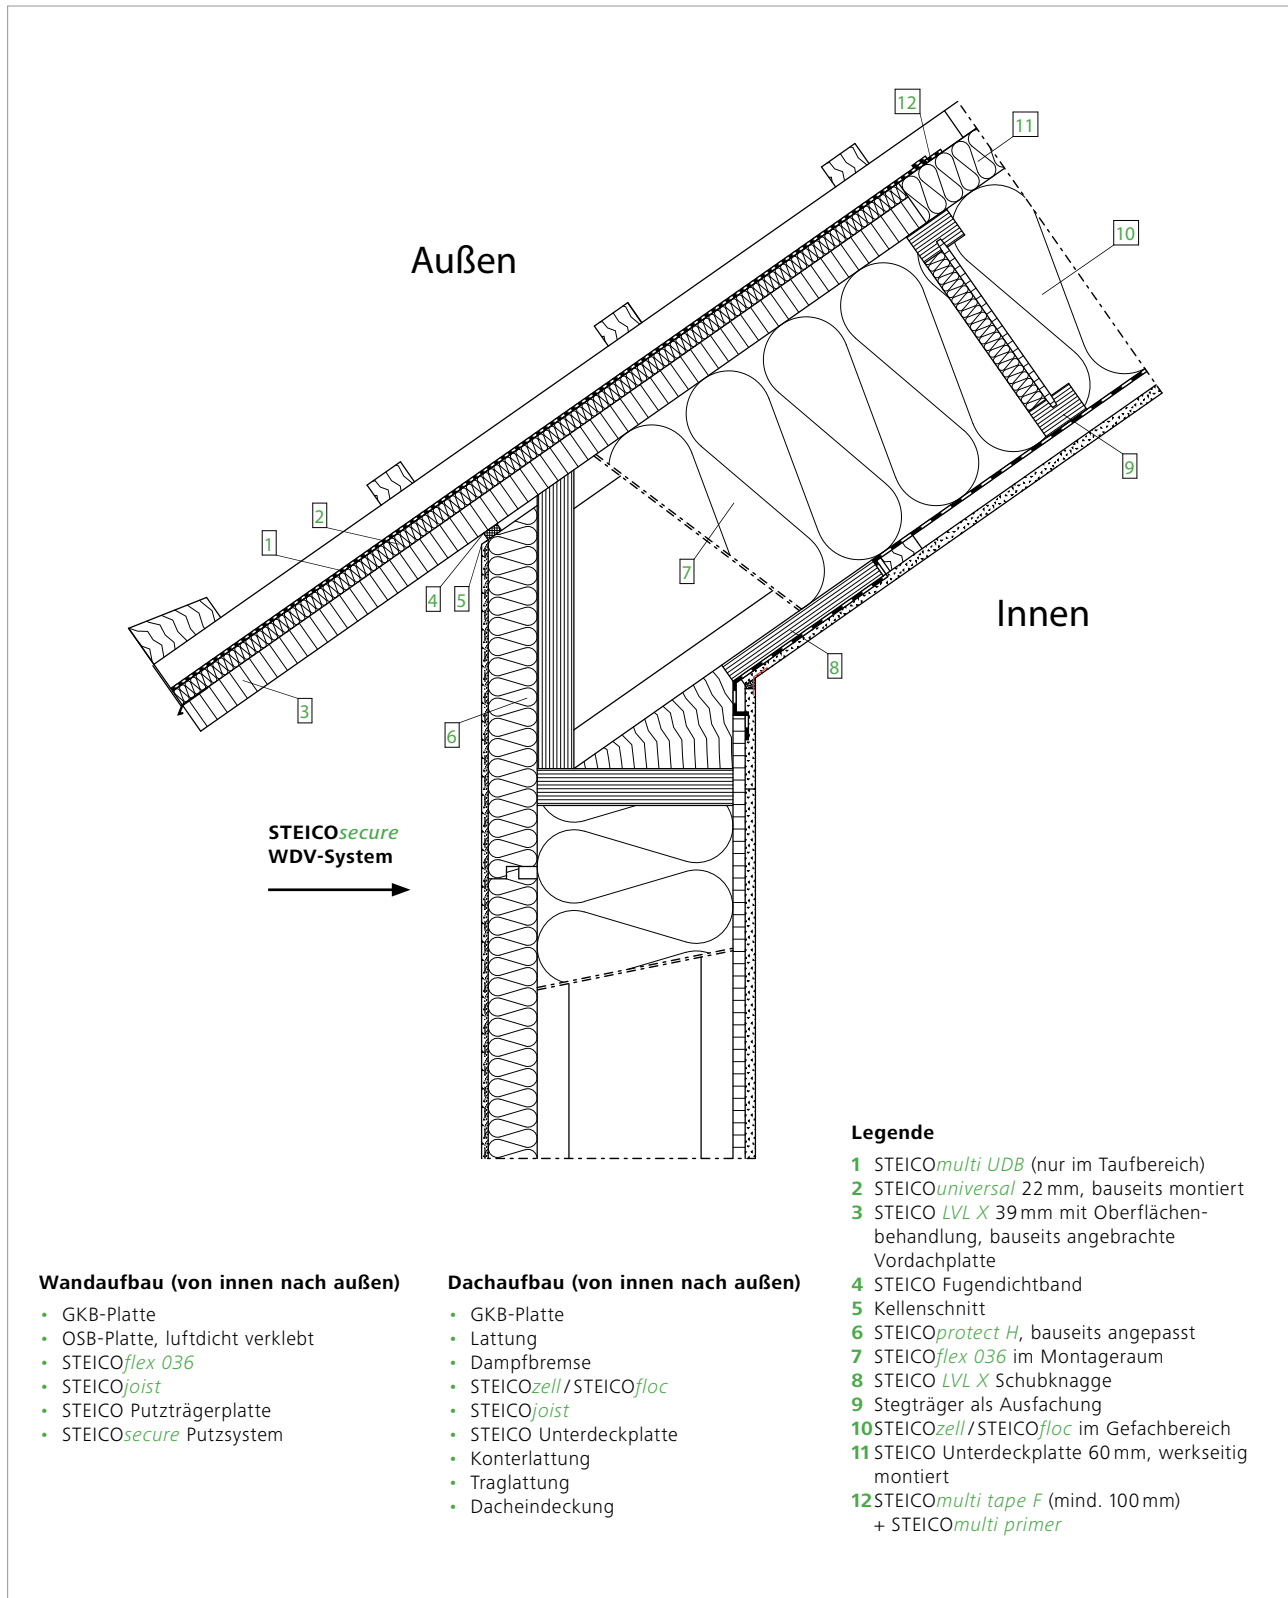 12
11
10
Außen
9
2
1
7
4
5
Innen
8
3
6
STEICOsecure
WDV-System
Legende
1 STEICOmulti UDB (nur im Taufbereich)
2 STEICOuniversal 22 mm, bauseits montiert
3 STEICO LVL X 39 mm mit Oberflächen-
behandlung, bauseits angebrachte
Vordachplatte
4 STEICO Fugendichtband
5 Kellenschnitt
6 STEICOprotect H, bauseits angepasst
7 STEICOflex 036 im Montageraum
8 STEICO LVL X Schubknagge
9 Stegträger als Ausfachung
10 STEICOzell / STEICOfloc im Gefachbereich
11 STEICO Unterdeckplatte 60 mm, werkseitig
montiert
12 STEICOmulti tape F (mind. 100 mm)
+ STEICOmulti primer
Wandaufbau (von innen nach außen)
• GKB-Platte
• OSB-Platte, luftdicht verklebt
• STEICOflex 036
• STEICOjoist
• STEICO Putzträgerplatte
• STEICOsecure Putzsystem
Dachaufbau (von innen nach außen)
• GKB-Platte
• Lattung
• Dampfbremse
• STEICOzell / STEICOfloc
• STEICOjoist
• STEICO Unterdeckplatte
• Konterlattung
• Traglattung
• Dacheindeckung